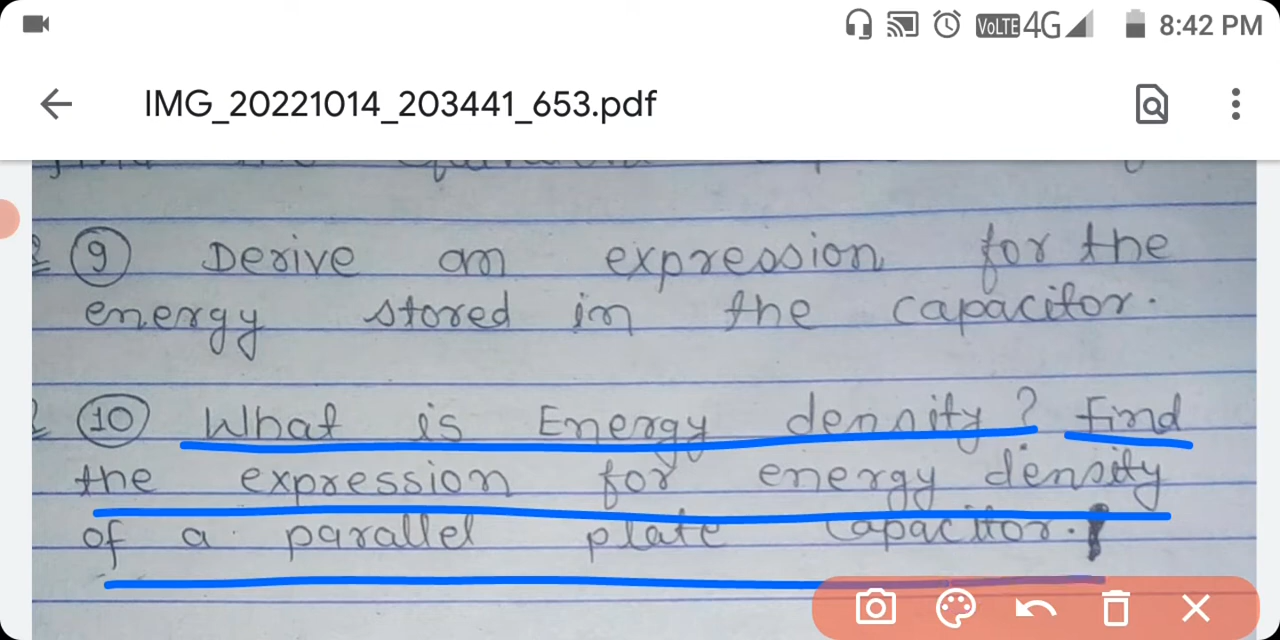 VoLTE 4G 8:42 PM
IMG_20221014_203441_653.pdf
9 Derive an expression for the
energy stored in the capacitor.
10 What is Energy density? Find
the expression for energy density
of a parallel plate capacitor.